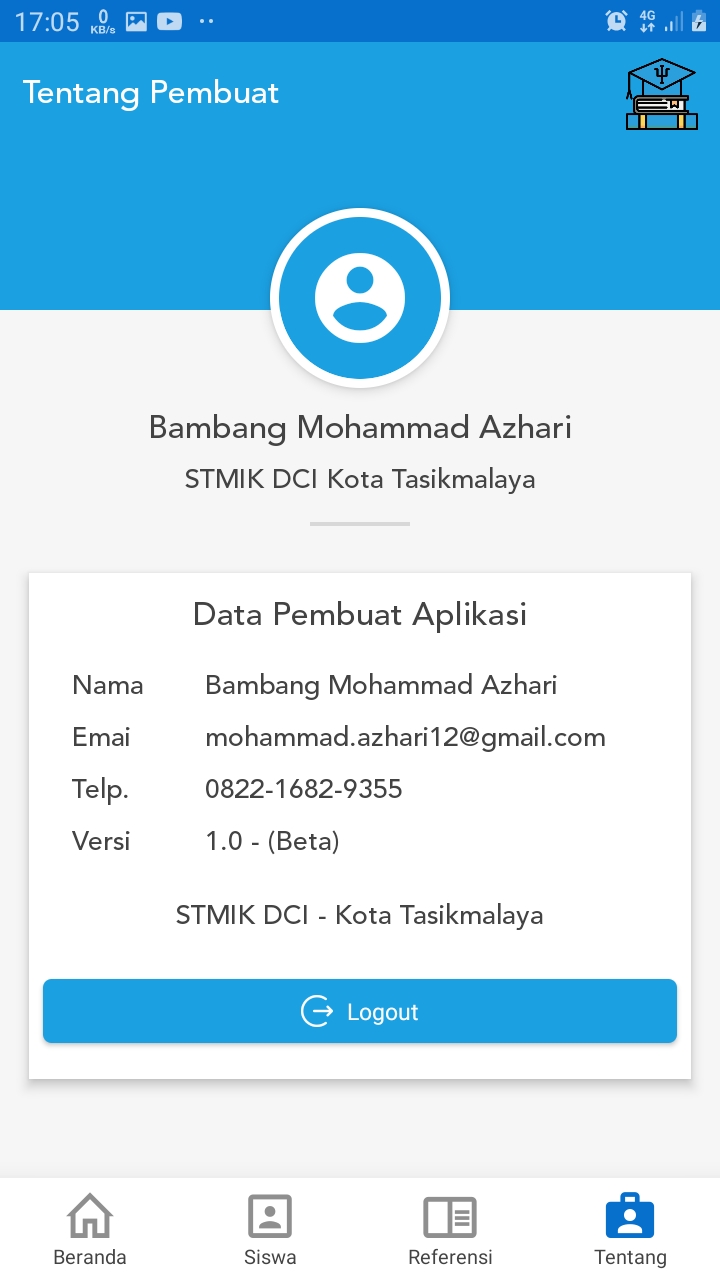 17:05 0 KB/s 4G
Tentang Pembuat
Bambang Mohammad Azhari
STMIK DCI Kota Tasikmalaya
Data Pembuat Aplikasi
Nama Bambang Mohammad Azhari
Emai mohammad.azhari12@gmail.com
Telp. 0822-1682-9355
Versi 1.0 - (Beta)
STMIK DCI - Kota Tasikmalaya
Logout
Beranda Siswa Referensi Tentang